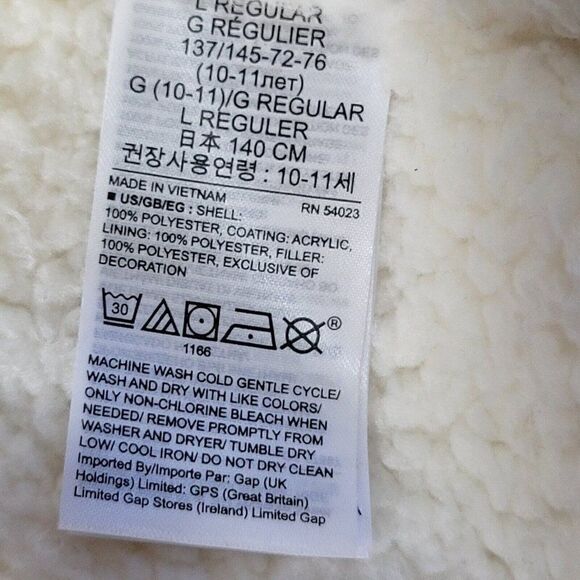 L REGULAR
G RÉGULIER
137/145-72-76
(10-11лет)
G (10-11)/G REGULAR
L REGULER
日本 140 CM
권장사용연령 : 10-11세
MADE IN VIETNAM RN 54023
■ US/GB/EG : SHELL:
100% POLYESTER, COATING: ACRYLIC,
LINING: 100% POLYESTER, FILLER:
100% POLYESTER, EXCLUSIVE OF
DECORATION
30 ®
1166
MACHINE WASH COLD GENTLE CYCLE/
WASH AND DRY WITH LIKE COLORS/
ONLY NON-CHLORINE BLEACH WHEN
NEEDED/ REMOVE PROMPTLY FROM
WASHER AND DRYER/ TUMBLE DRY
LOW/ COOL IRON/ DO NOT DRY CLEAN
Imported By/Importe Par: Gap (UK
Holdings) Limited: GPS (Great Britain)
Limited Gap Stores (Ireland) Limited Gap